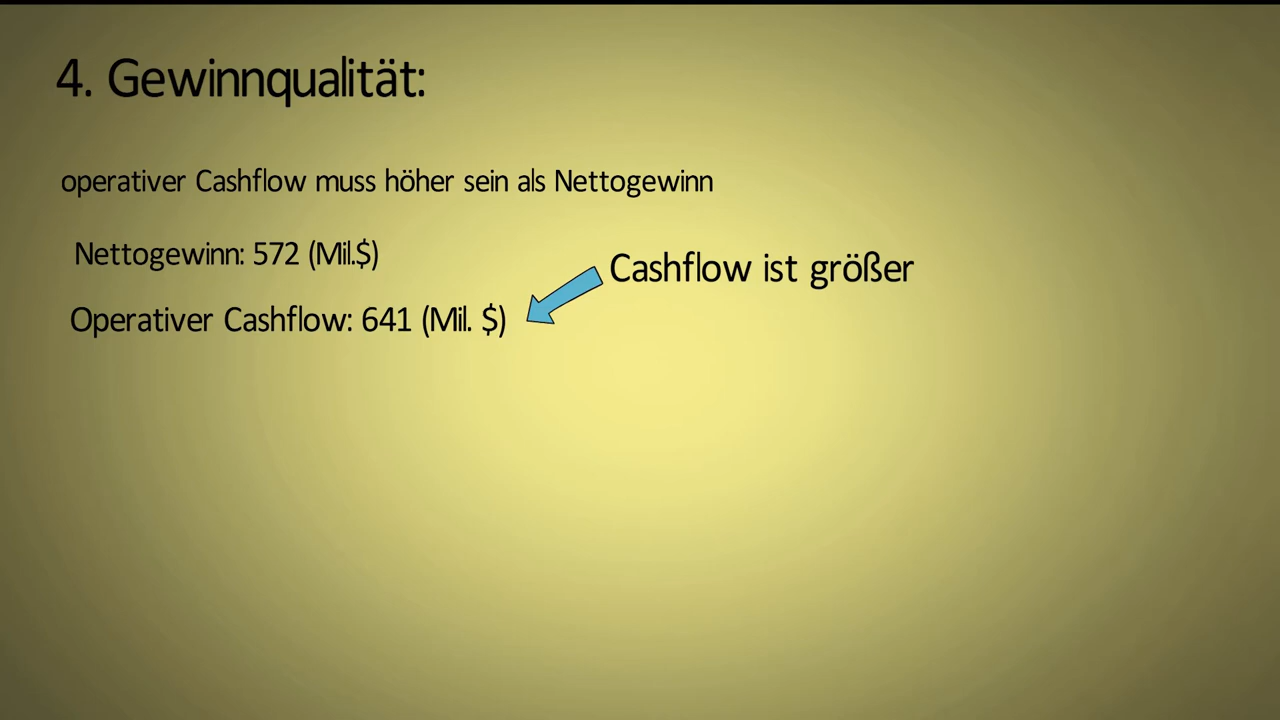 4. Gewinnqualität:
operativer Cashflow muss höher sein als Nettogewinn
Nettogewinn: 572 (Mil.$)
Cashflow ist größer
Operativer Cashflow: 641 (Mil. $)